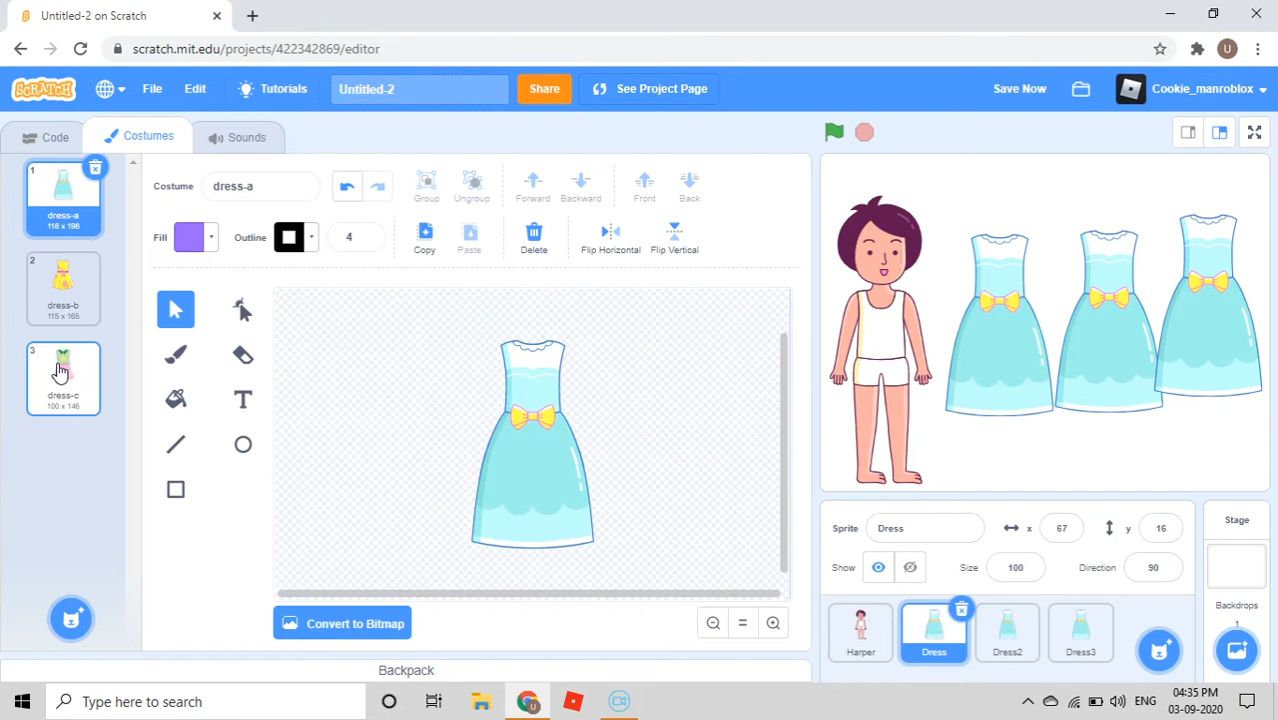 Untitled-2 on Scratch
scratch.mit.edu/projects/422342869/editor
U
SCRATCH
File
Edit
Tutorials
Untitled-2
Share
See Project Page
Save Now
Cookie_manroblox
Code
Costumes
Sounds
1
dress-a
116 x 196
2
dress-b
115 x 165
3
dress-c
100 x 146
Costume
dress-a
Group
Ungroup
Forward
Backward
Front
Back
Fill
Outline
4
Copy
Paste
Delete
Flip Horizontal
Flip Vertical
T
Convert to Bitmap
Backpack
Sprite
Dress
x
67
y
16
Show
Size
100
Direction
90
Harper
Dress
Dress2
Dress3
Stage
Backdrops
1
Type here to search
U
ENG
04:35 PM
03-09-2020